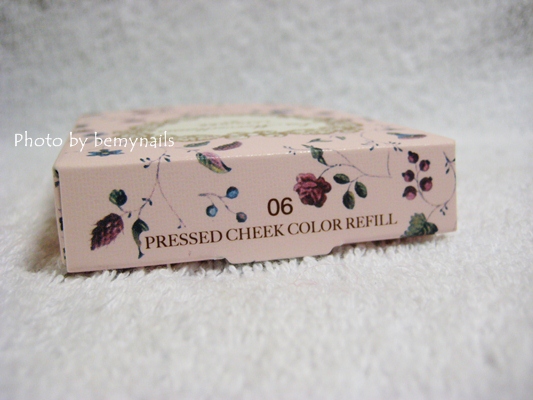 Photo by bemynails
06
PRESSED CHEEK COLOR REFILL